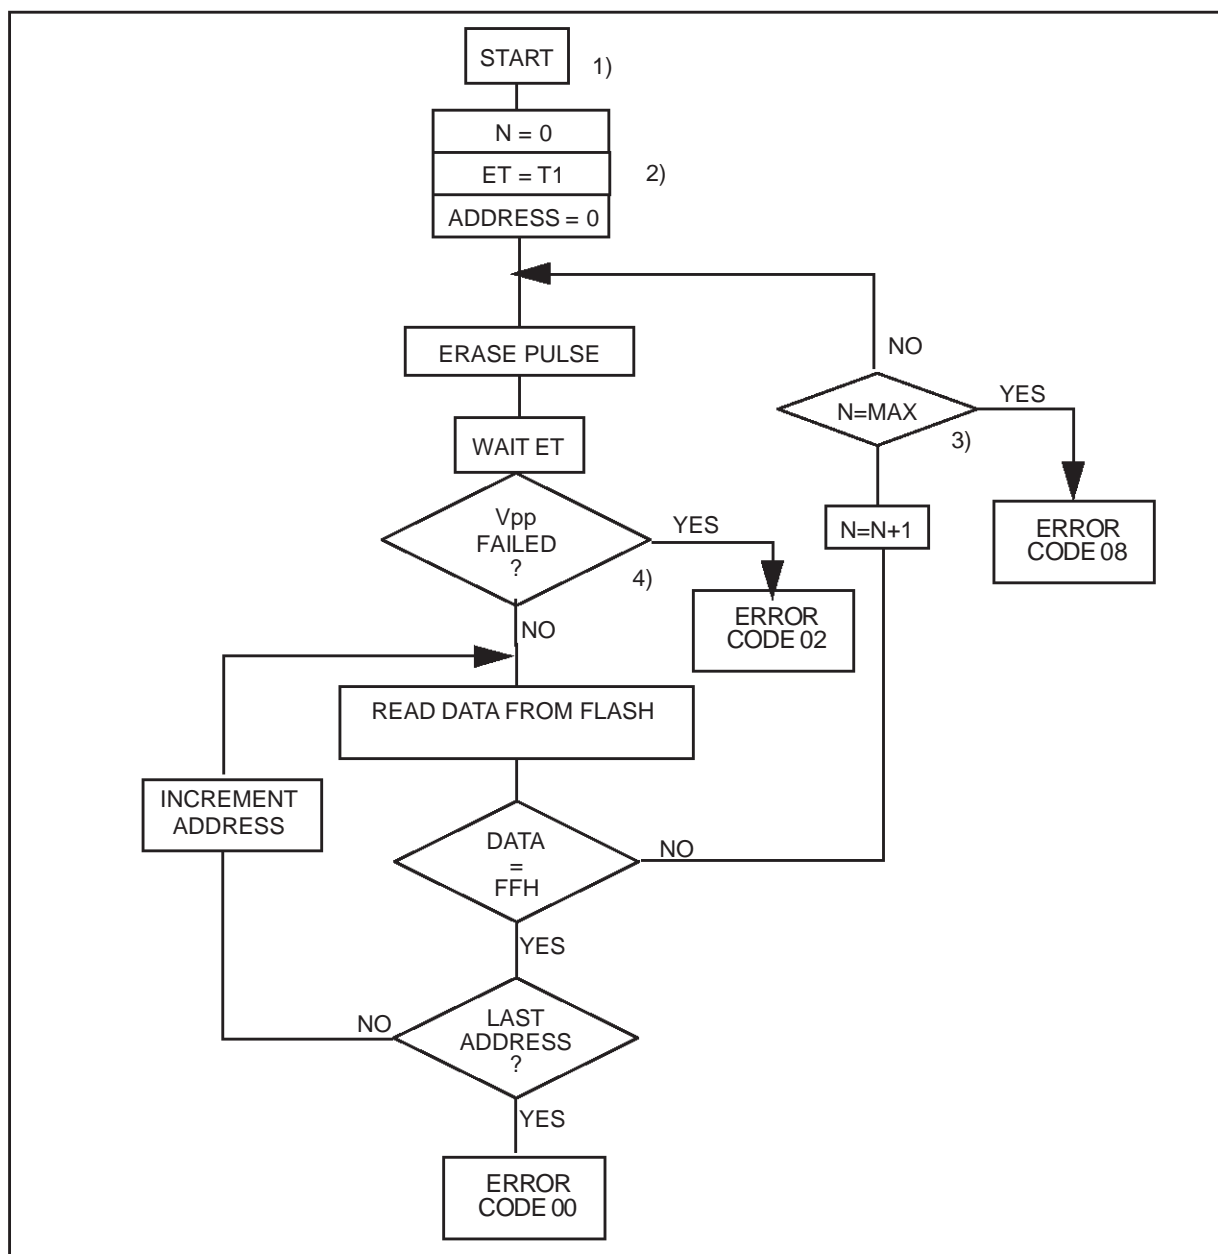 START
1)
N = 0
ET = T1
2)
ADDRESS = 0
ERASE PULSE
NO
N=MAX
YES
3)
WAIT ET
Vpp
FAILED
?
YES
4)
N=N+1
ERROR
CODE 08
ERROR
CODE 02
NO
READ DATA FROM FLASH
INCREMENT
ADDRESS
DATA
=
FFH
NO
YES
LAST
ADDRESS
?
NO
YES
ERROR
CODE 00